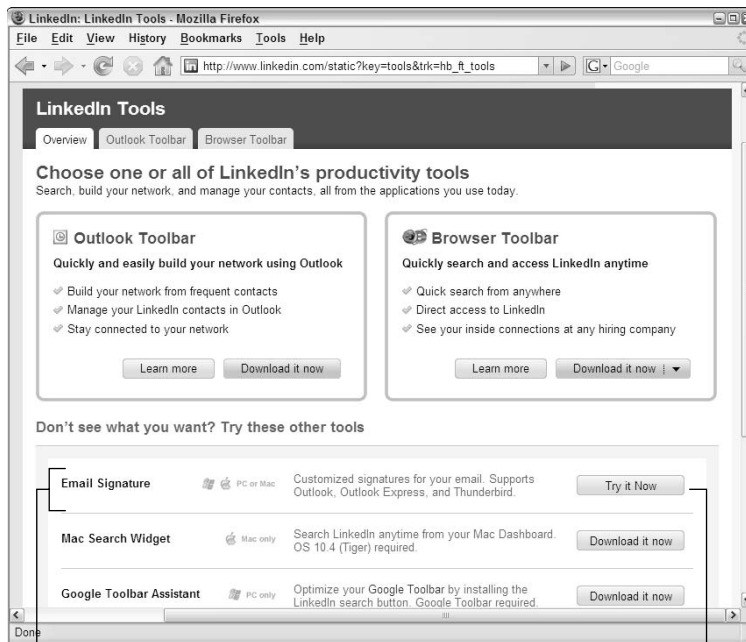 LinkedIn: LinkedIn Tools - Mozilla Firefox
File Edit View History Bookmarks Tools Help
http://www.linkedin.com/static?key=tools&trk=hb_ft_tools
G Google
LinkedIn Tools
Overview Outlook Toolbar Browser Toolbar
Choose one or all of LinkedIn's productivity tools
Search, build your network, and manage your contacts, all from the applications you use today.
Outlook Toolbar
Quickly and easily build your network using Outlook
Build your network from frequent contacts
Manage your LinkedIn contacts in Outlook
Stay connected to your network
Learn more Download it now
Browser Toolbar
Quickly search and access LinkedIn anytime
Quick search from anywhere
Direct access to LinkedIn
See your inside connections at any hiring company
Learn more Download it now
Don't see what you want? Try these other tools
Email Signature PC or Mac Customized signatures for your email. Supports
Outlook, Outlook Express, and Thunderbird.
Try it Now
Mac Search Widget Mac only Search LinkedIn anytime from your Mac Dashboard.
OS 10.4 (Tiger) required.
Download it now
Google Toolbar Assistant PC only Optimize your Google Toolbar by installing the
LinkedIn search button. Google Toolbar required.
Download it now
Done